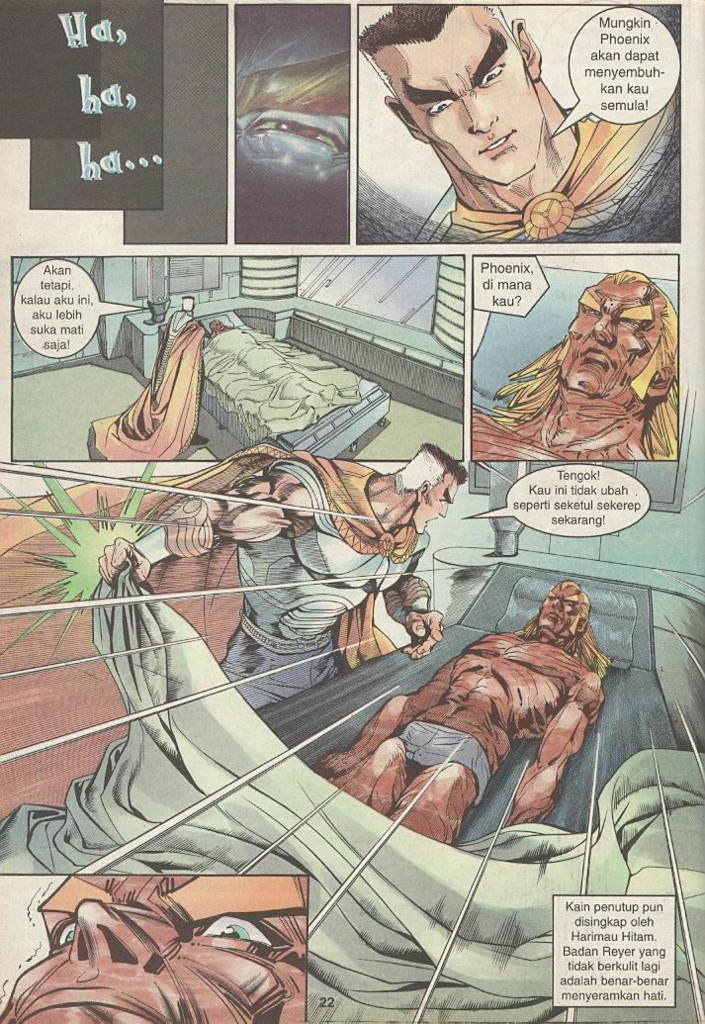 Ha,
ha,
ha...
Mungkin
Phoenix
akan dapat
menyembuh-
kan kau
semula!
Akan
tetapi,
kalau aku ini,
aku lebih
suka mati
saja!
Phoenix,
di mana
kau?
Tengok!
Kau ini tidak ubah
seperti seketul sekerep
sekarang!
Kain penutup pun
disingkap oleh
Harimau Hitam.
Badan Reyer yang
tidak berkulit lagi
adalah benar-benar
menyeramkan hati.
22